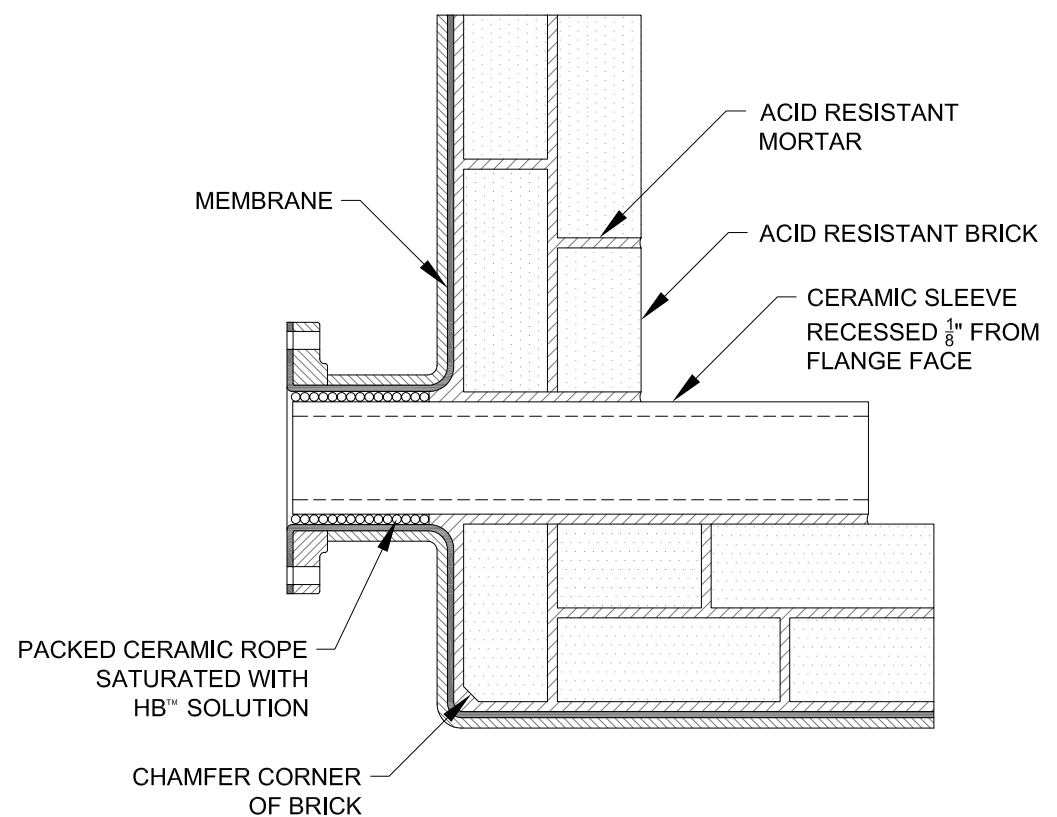 ACID RESISTANT
MORTAR
MEMBRANE
ACID RESISTANT BRICK
CERAMIC SLEEVE
RECESSED 1/8" FROM
FLANGE FACE
PACKED CERAMIC ROPE
SATURATED WITH
HB™ SOLUTION
CHAMFER CORNER
OF BRICK